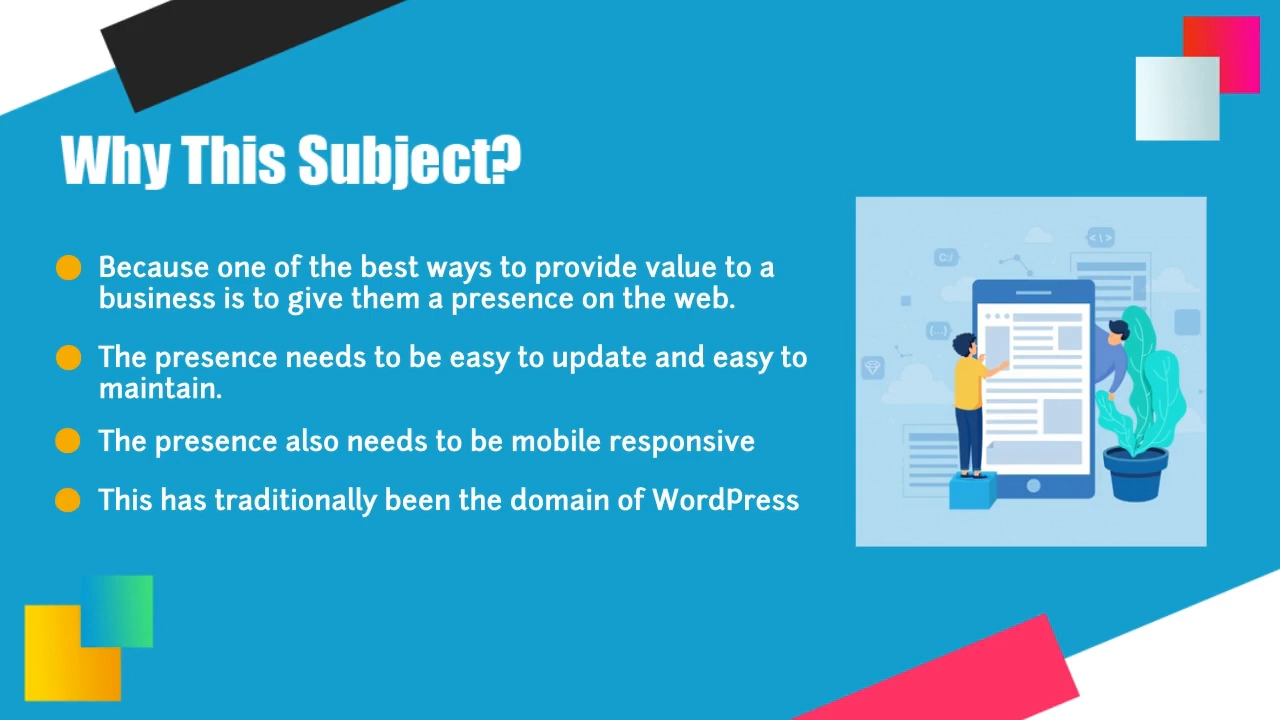 Why This Subject?
Because one of the best ways to provide value to a
business is to give them a presence on the web.
The presence needs to be easy to update and easy to
maintain.
The presence also needs to be mobile responsive
This has traditionally been the domain of WordPress
C:/
</>
{...}